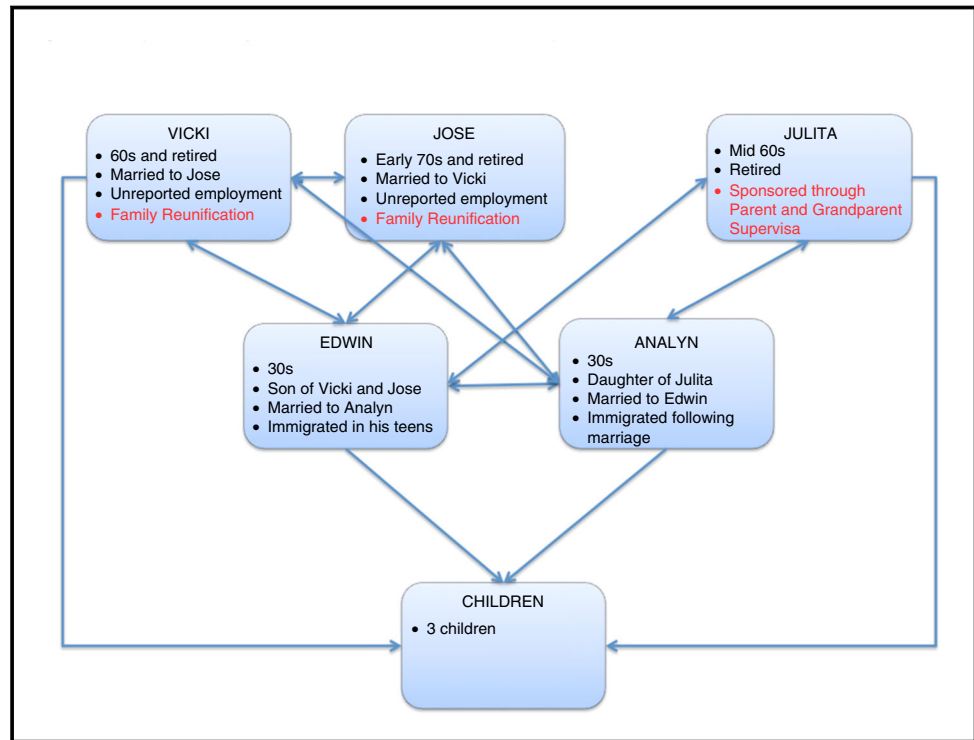 VICKI
• 60s and retired
• Married to Jose
• Unreported employment
• Family Reunification
JOSE
• Early 70s and retired
• Married to Vicki
• Unreported employment
• Family Reunification
JULITA
• Mid 60s
• Retired
• Sponsored through
Parent and Grandparent
Supervisa
EDWIN
• 30s
• Son of Vicki and Jose
• Married to Analyn
• Immigrated in his teens
ANALYN
• 30s
• Daughter of Julita
• Married to Edwin
• Immigrated following
marriage
CHILDREN
• 3 children